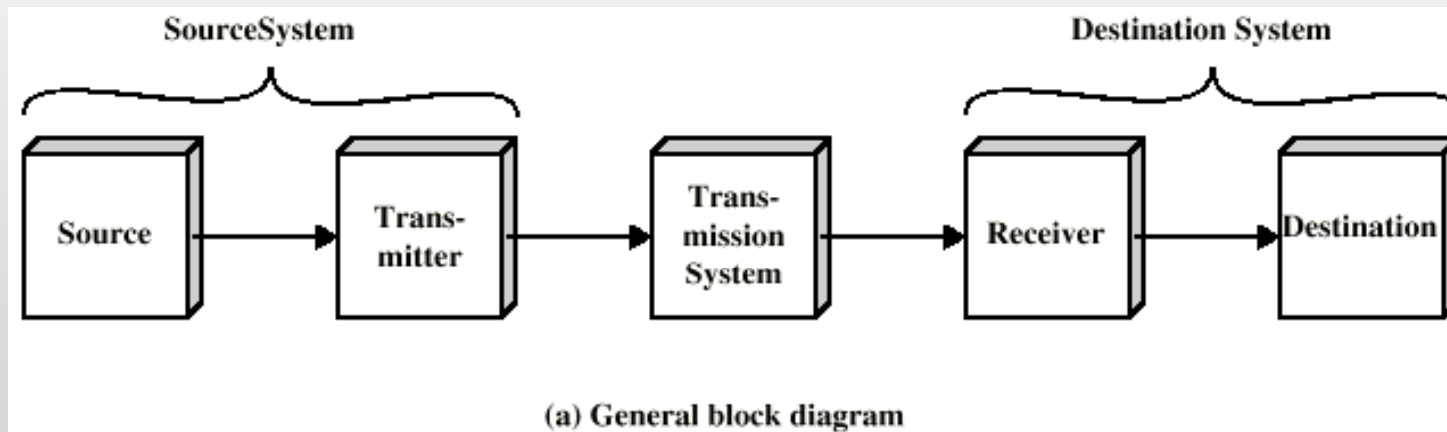 SourceSystem
Destination System
Source
Trans-
mitter
Trans-
mission
System
Receiver
Destination
(a) General block diagram